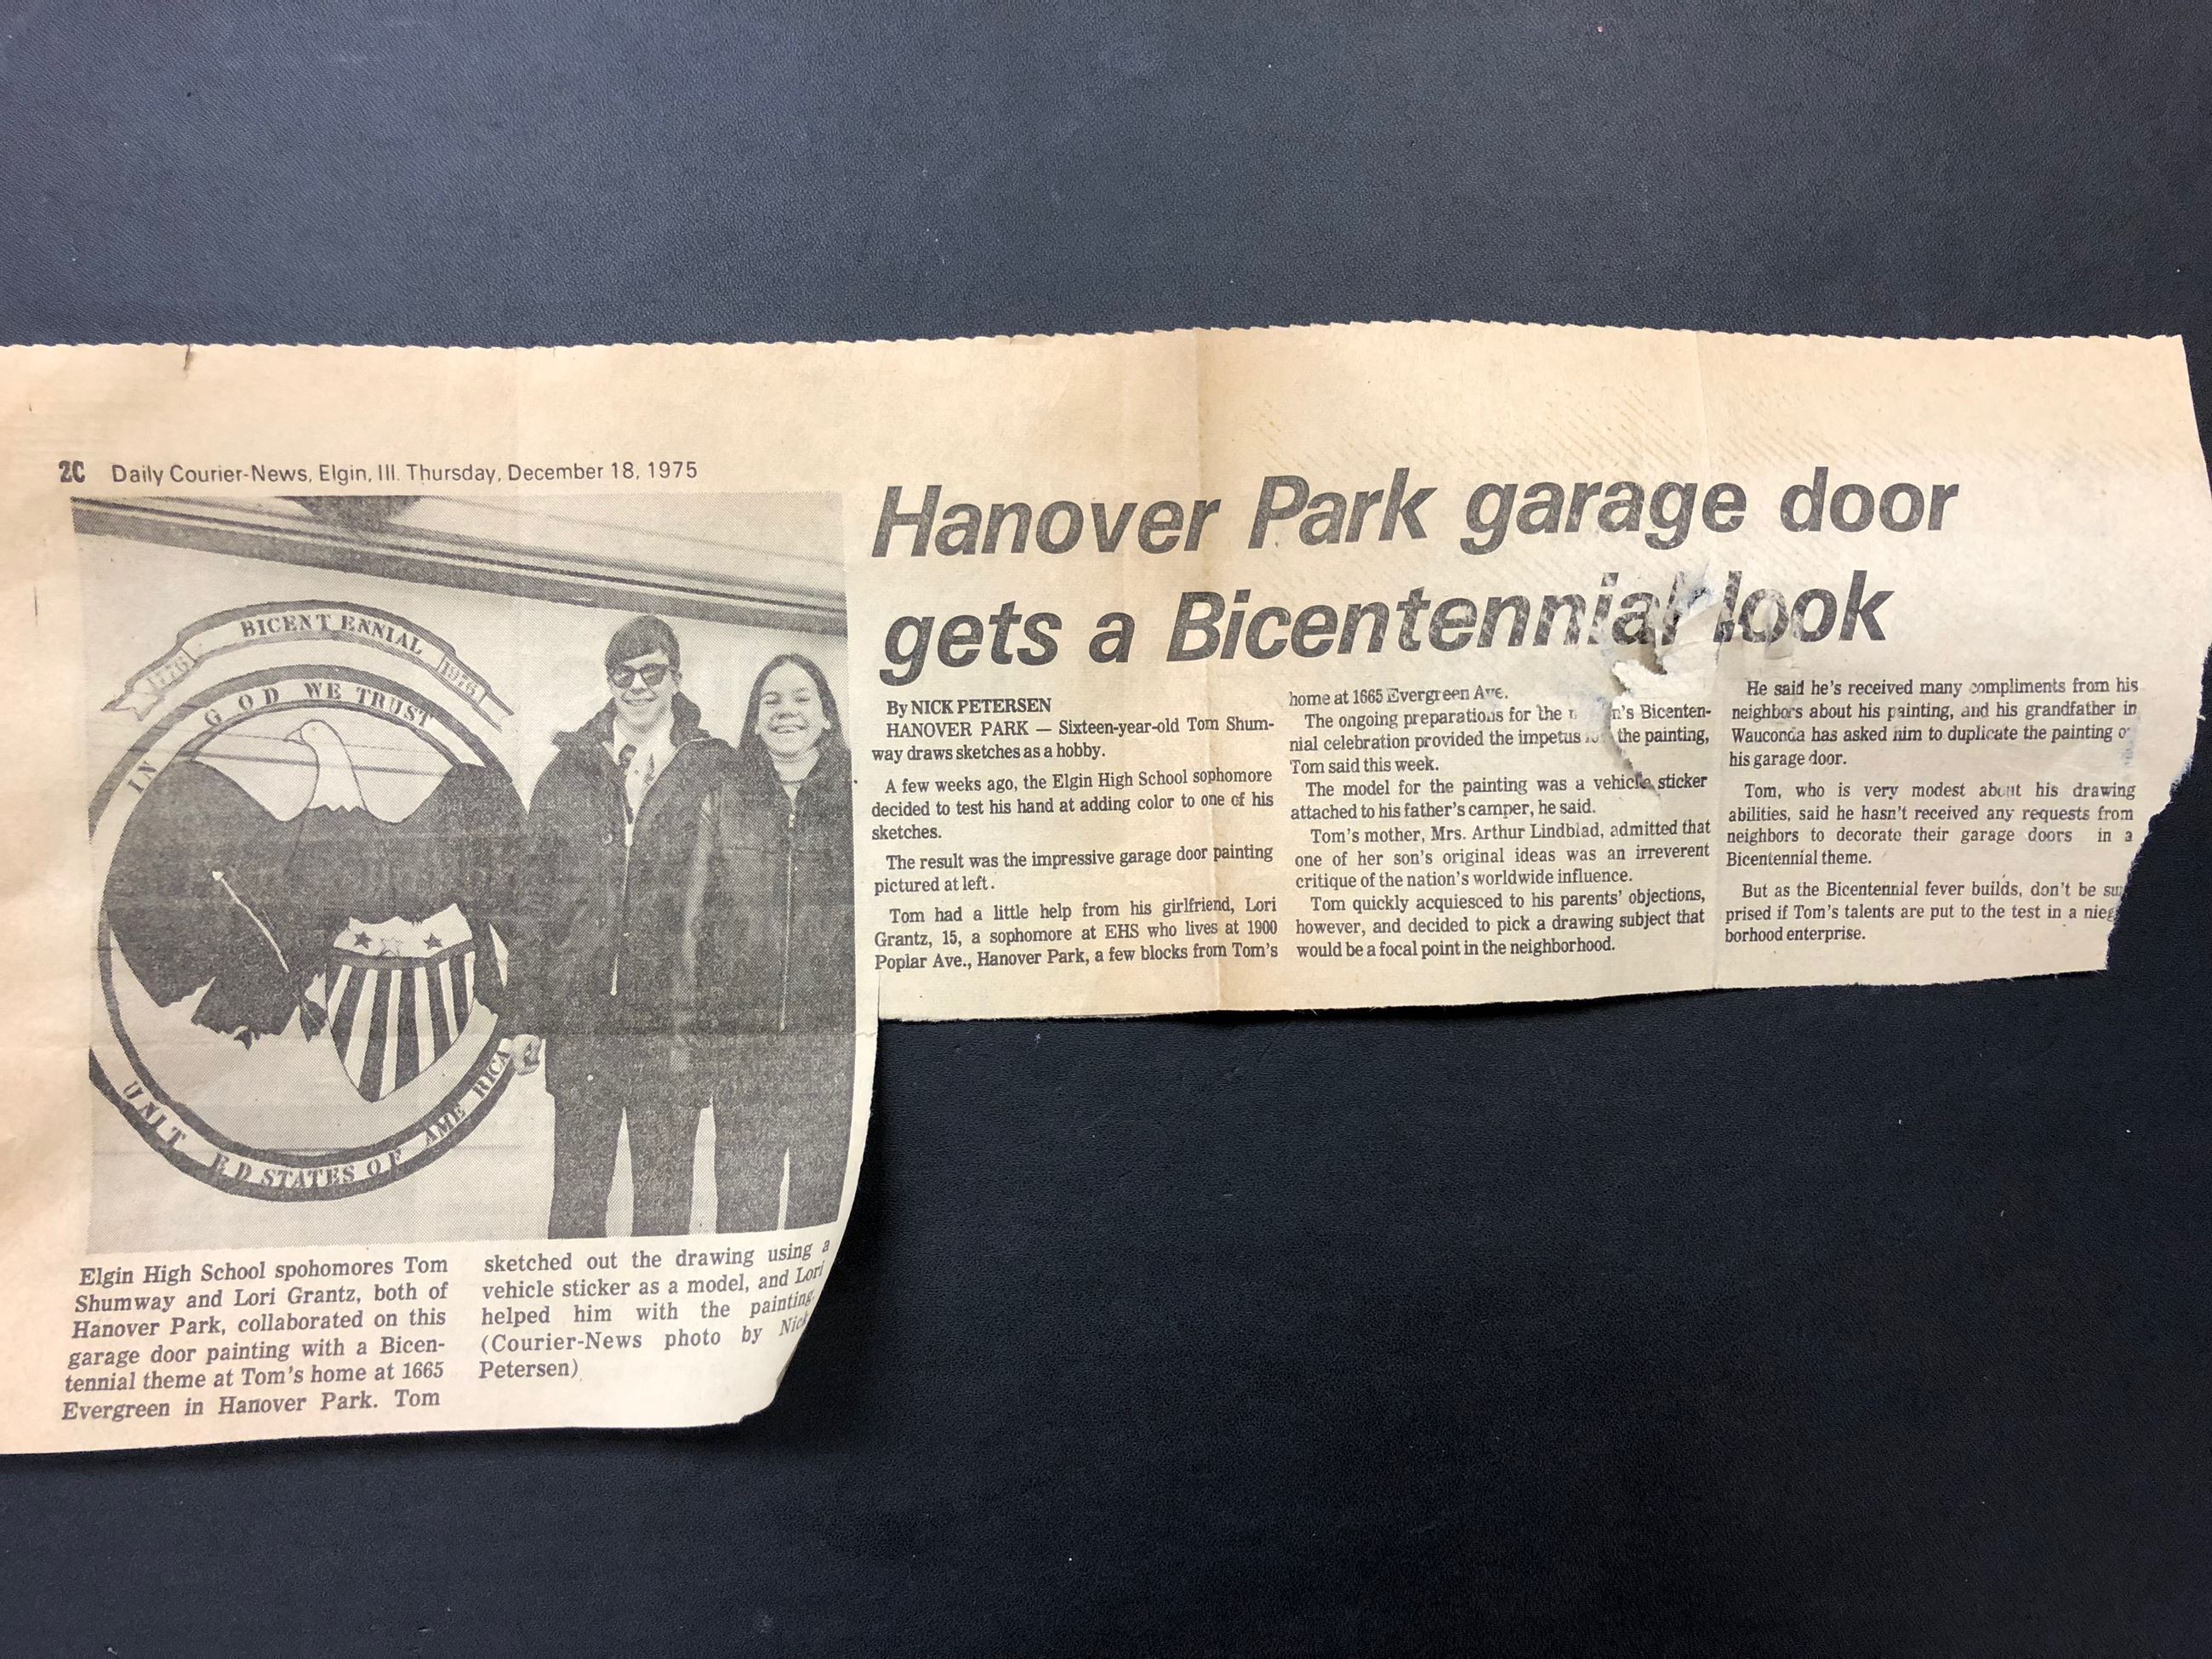 2C Daily Courier-News, Elgin, Ill. Thursday, December 18, 1975
BICENT ENNIAL
1776
1976
IN GOD WE TRUST
UNIT ED STATES OF AME RICA
Elgin High School spohomores Tom
Shumway and Lori Grantz, both of
Hanover Park, collaborated on this
garage door painting with a Bicen-
tennial theme at Tom's home at 1665
Evergreen in Hanover Park. Tom
sketched out the drawing using a
vehicle sticker as a model, and Lori
helped him with the painting.
(Courier-News photo by Nick
Petersen)
Hanover Park garage door
gets a Bicentennial look
By NICK PETERSEN
HANOVER PARK — Sixteen-year-old Tom Shum-
way draws sketches as a hobby.
A few weeks ago, the Elgin High School sophomore
decided to test his hand at adding color to one of his
sketches.
The result was the impressive garage door painting
pictured at left.
Tom had a little help from his girlfriend, Lori
Grantz, 15, a sophomore at EHS who lives at 1900
Poplar Ave., Hanover Park, a few blocks from Tom's
home at 1665 Evergreen Ave.
The ongoing preparations for the n's Bicenten-
nial celebration provided the impetus the painting,
Tom said this week.
The model for the painting was a vehicle sticker
attached to his father's camper, he said.
Tom's mother, Mrs. Arthur Lindblad, admitted that
one of her son's original ideas was an irreverent
critique of the nation's worldwide influence.
Tom quickly acquiesced to his parents' objections,
however, and decided to pick a drawing subject that
would be a focal point in the neighborhood.
He said he's received many compliments from his
neighbors about his painting, and his grandfather in
Wauconda has asked him to duplicate the painting
his garage door.
Tom, who is very modest about his drawing
abilities, said he hasn't received any requests from
neighbors to decorate their garage doors in a
Bicentennial theme.
But as the Bicentennial fever builds, don't be su
prised if Tom's talents are put to the test in a nieg
borhood enterprise.